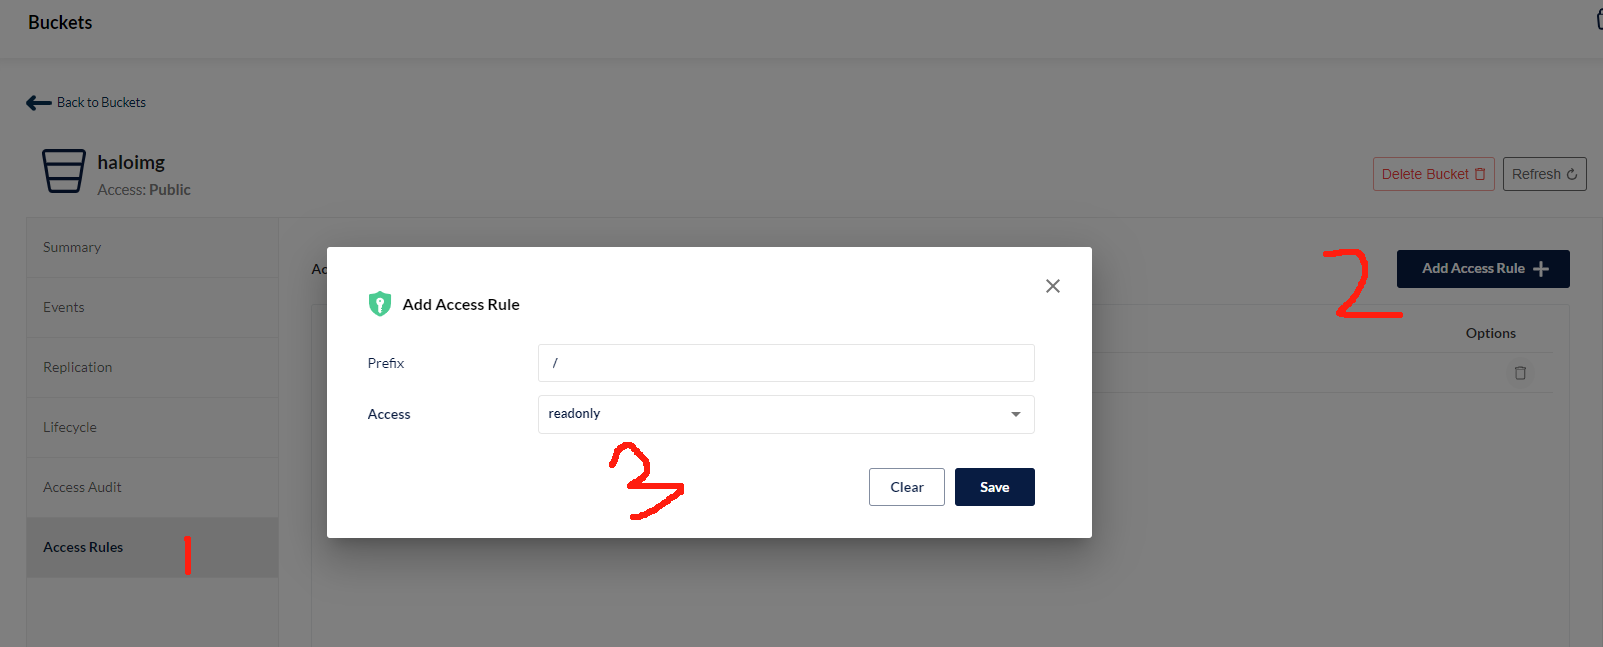 Buckets
Back to Buckets
haloimg
Access: Public
Delete Bucket
Refresh
Summary
Events
Replication
Lifecycle
Access Audit
Access Rules
1
Ac
Add Access Rule
2
Options
Add Access Rule
Prefix
/
Access
readonly
3
Clear
Save